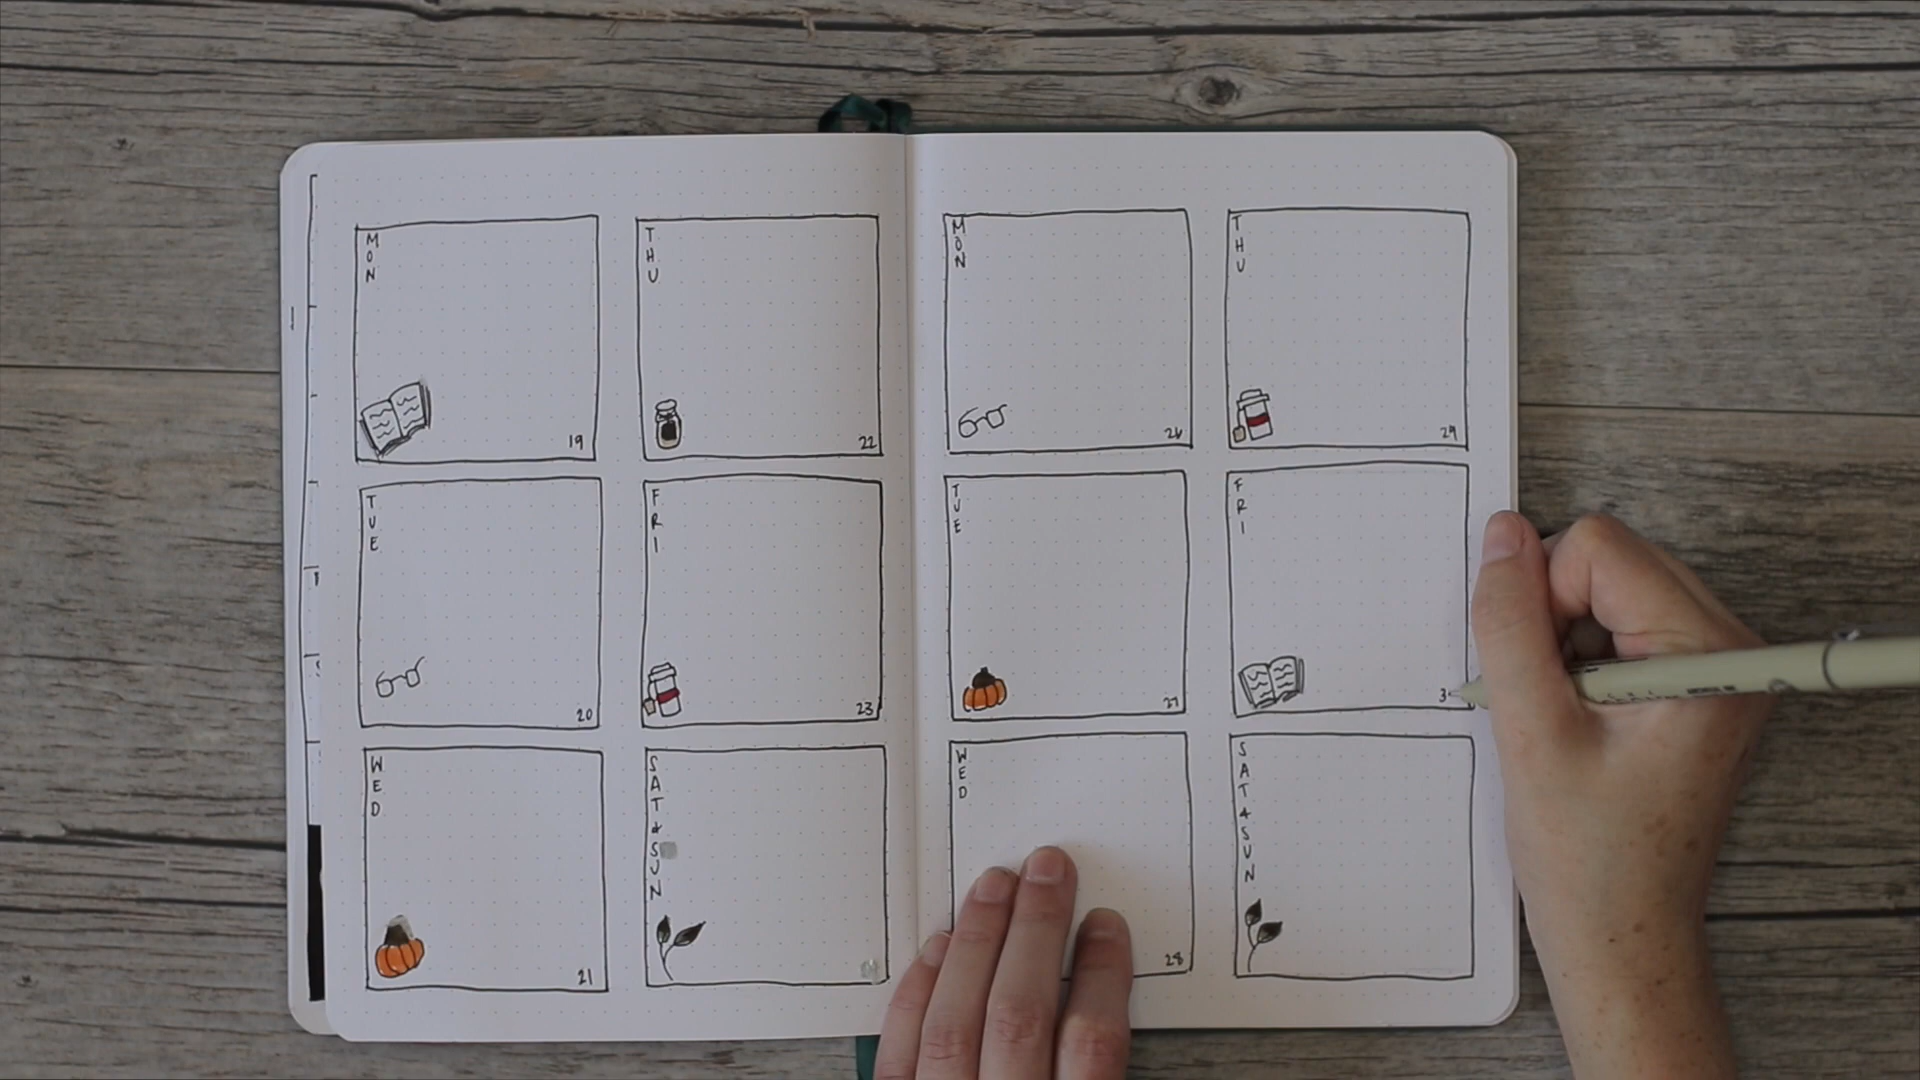 MON
19
TUE
20
WED
21
THU
22
FRI
23
SAT + SUN
MON
26
TUE
27
WED
28
THU
29
FRI
3
SAT + SUN